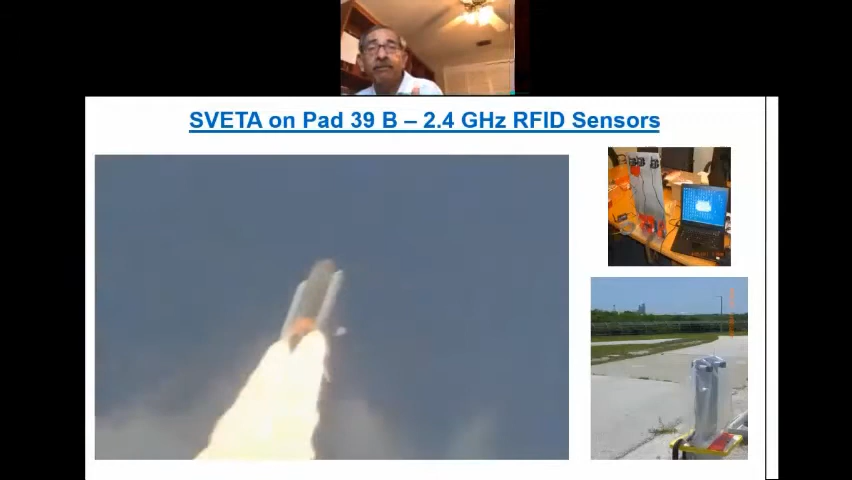 SVETA on Pad 39 B – 2.4 GHz RFID Sensors